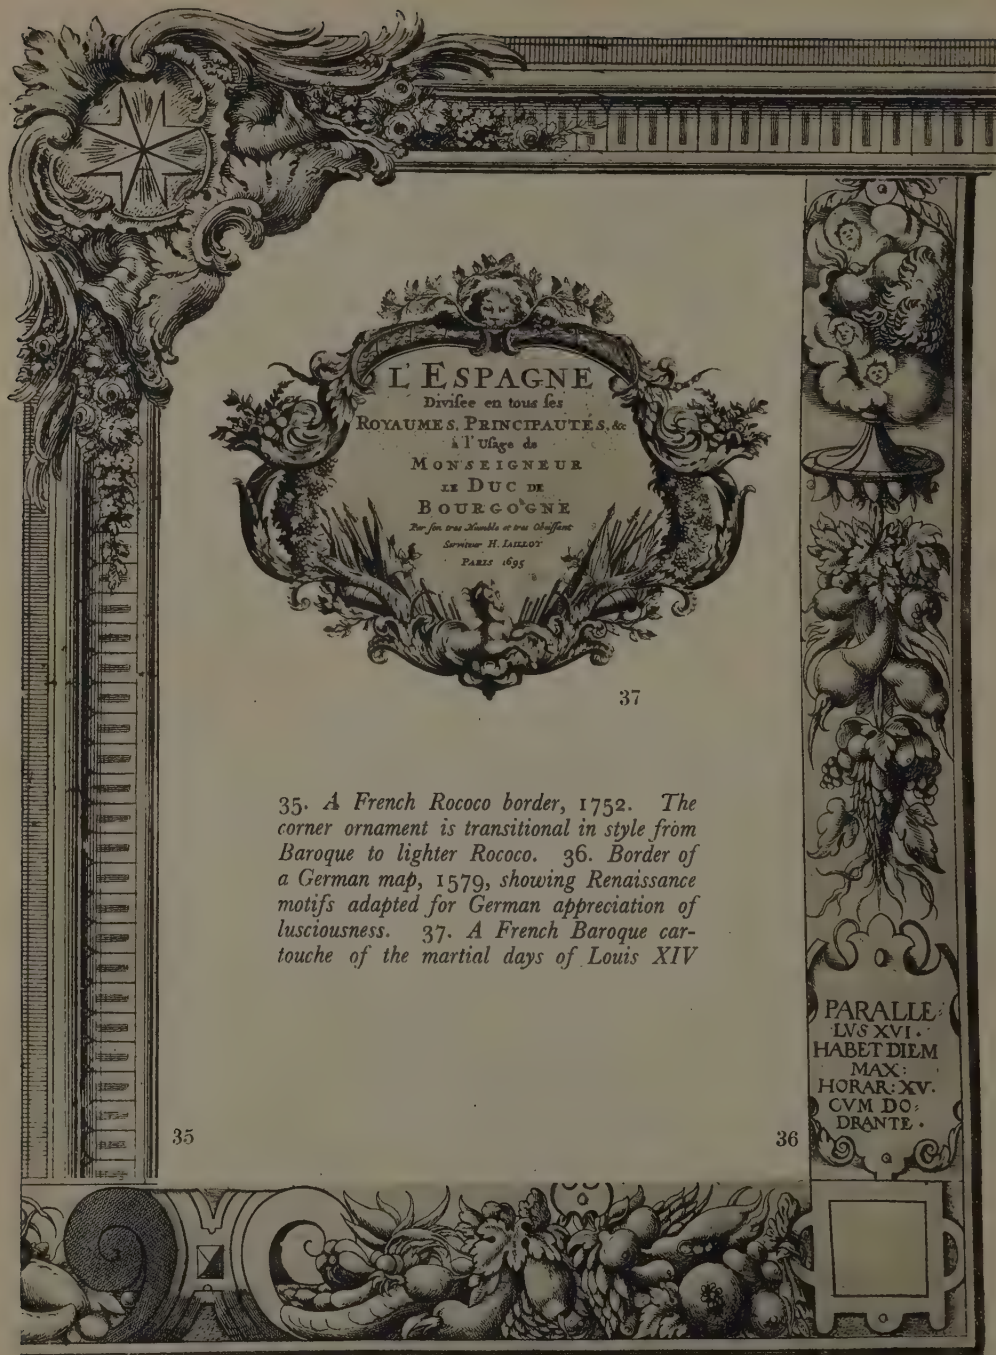 L'ESPAGNE
Divisee en tous ses
ROYAUMES, PRINCIPAUTÉS, &c
à l'Usage de
MONSEIGNEUR
LE DUC DE
BOURGOGNE
Par son tres Humble et tres Obeissant
Serviteur H. IAILLOT
PARIS 1695
37
35. A French Rococo border, 1752. The
corner ornament is transitional in style from
Baroque to lighter Rococo. 36. Border of
a German map, 1579, showing Renaissance
motifs adapted for German appreciation of
lusciousness. 37. A French Baroque car-
touche of the martial days of Louis XIV
PARALLE:
LVS XVI.
HABET DIEM
MAX:
HORAR: XV.
CVM DO:
DRANTE.
35
36